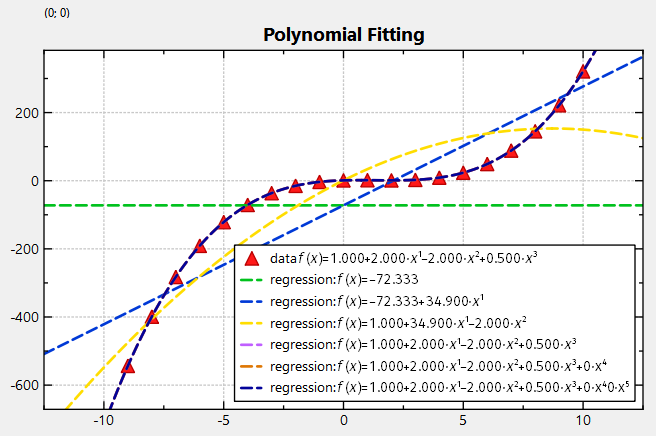 (0; 0)
Polynomial Fitting
200
0
-200
-400
-600
data f (x)=1.000+2.000·x¹−2.000·x²+0.500·x³
regression: f (x)=−72.333
regression: f (x)=−72.333+34.900·x¹
regression: f (x)=1.000+34.900·x¹−2.000·x²
regression: f (x)=1.000+2.000·x¹−2.000·x²+0.500·x³
regression: f (x)=1.000+2.000·x¹−2.000·x²+0.500·x³+0·x⁴
regression: f (x)=1.000+2.000·x¹−2.000·x²+0.500·x³+0·x⁴0·x⁵
-10 -5 0 5 10